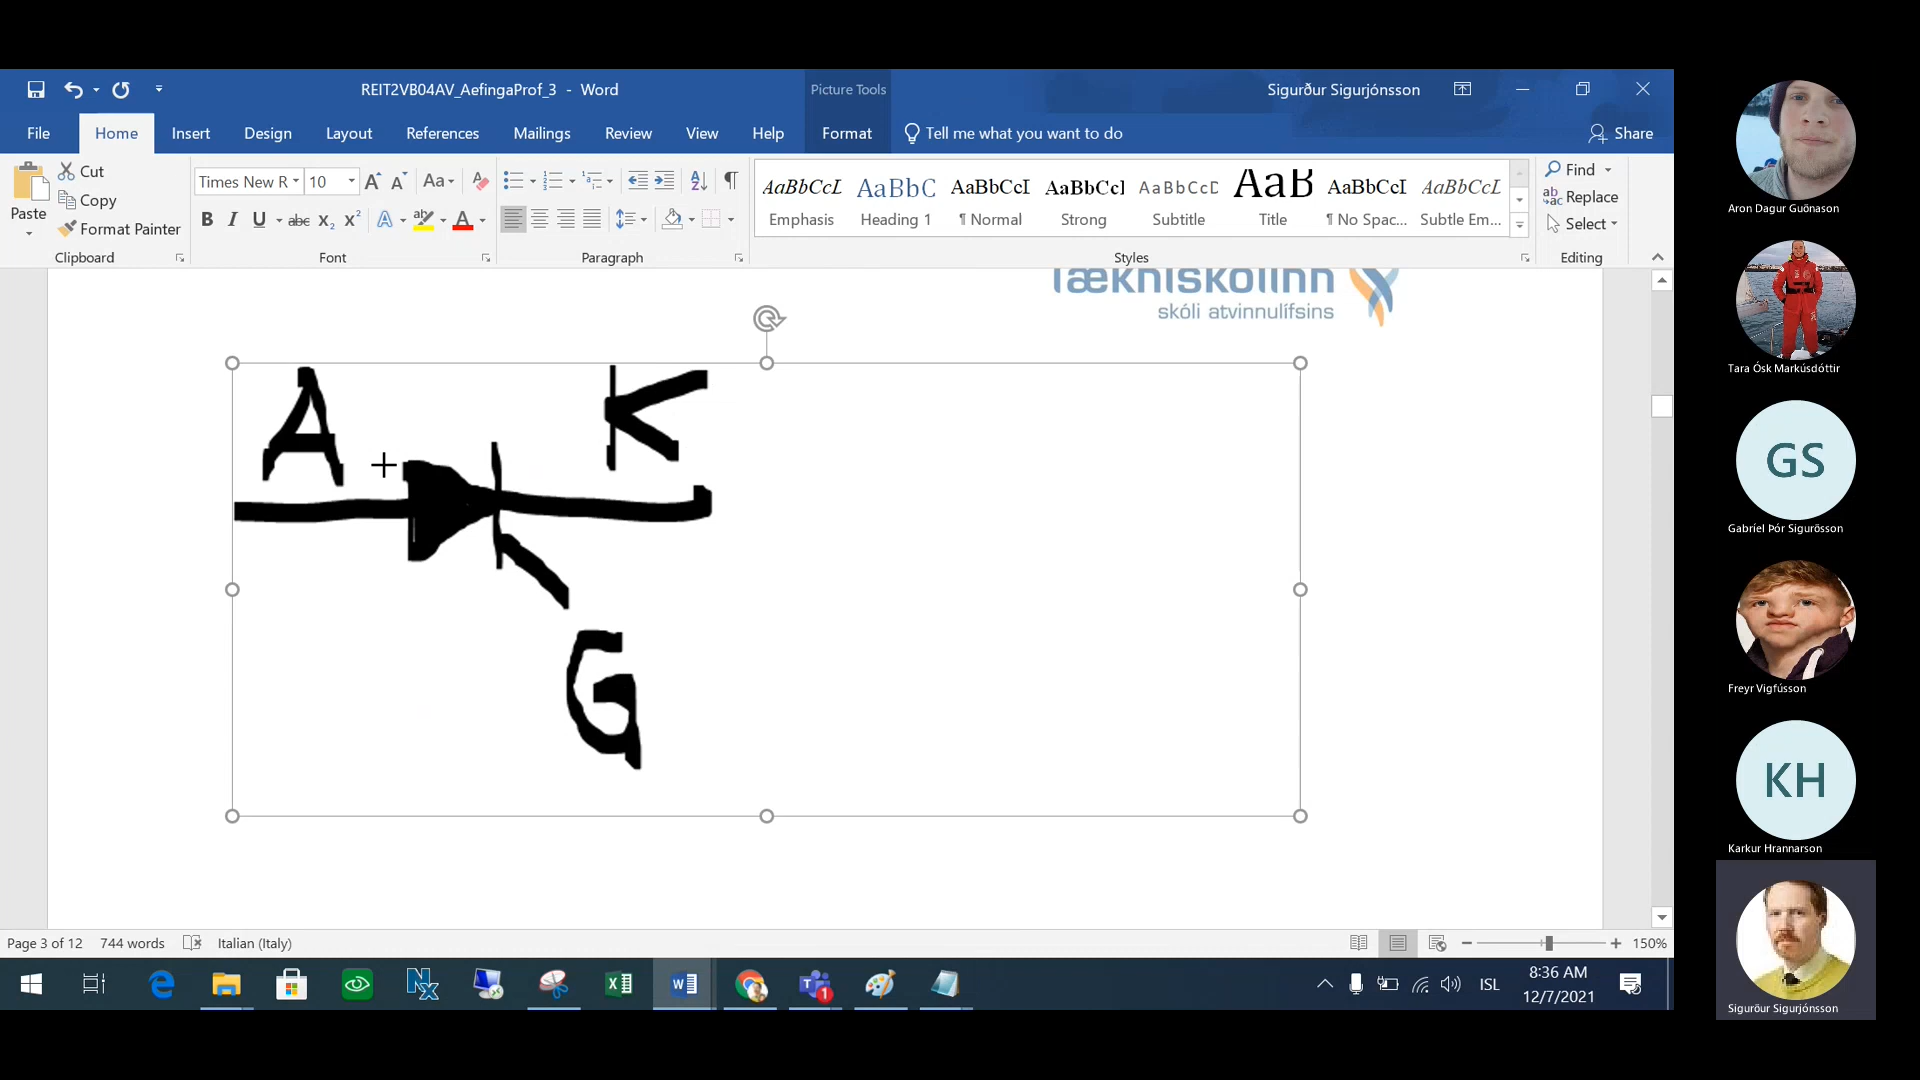 REIT2VB04AV_AefingaProf_3 - Word
Picture Tools
Sigurður Sigurjónsson
File Home Insert Design Layout References Mailings Review View Help Format Tell me what you want to do Share
Paste
Cut
Copy
Format Painter
Clipboard
Times New R 10
Aa
B I U abc X₂ X² A A
Font
Paragraph
AaBbCcL AaBbC AaBbCcI AaBbCcl AaBbCcD AaB AaBbCcI AaBbCcL
Emphasis Heading 1 ¶ Normal Strong Subtitle Title ¶ No Spac... Subtle Em...
Styles
Find
Replace
Select
Editing
Tækniskólinn
skóli atvinnulífsins
A K
G
Page 3 of 12 744 words Italian (Italy)
150%
ISL
8:36 AM
12/7/2021
1
Aron Dagur Guðnason
Tara Ósk Markúsdóttir
GS
Gabríel Þór Sigurðsson
Freyr Vigfússon
KH
Karkur Hrannarson
Sigurður Sigurjónsson